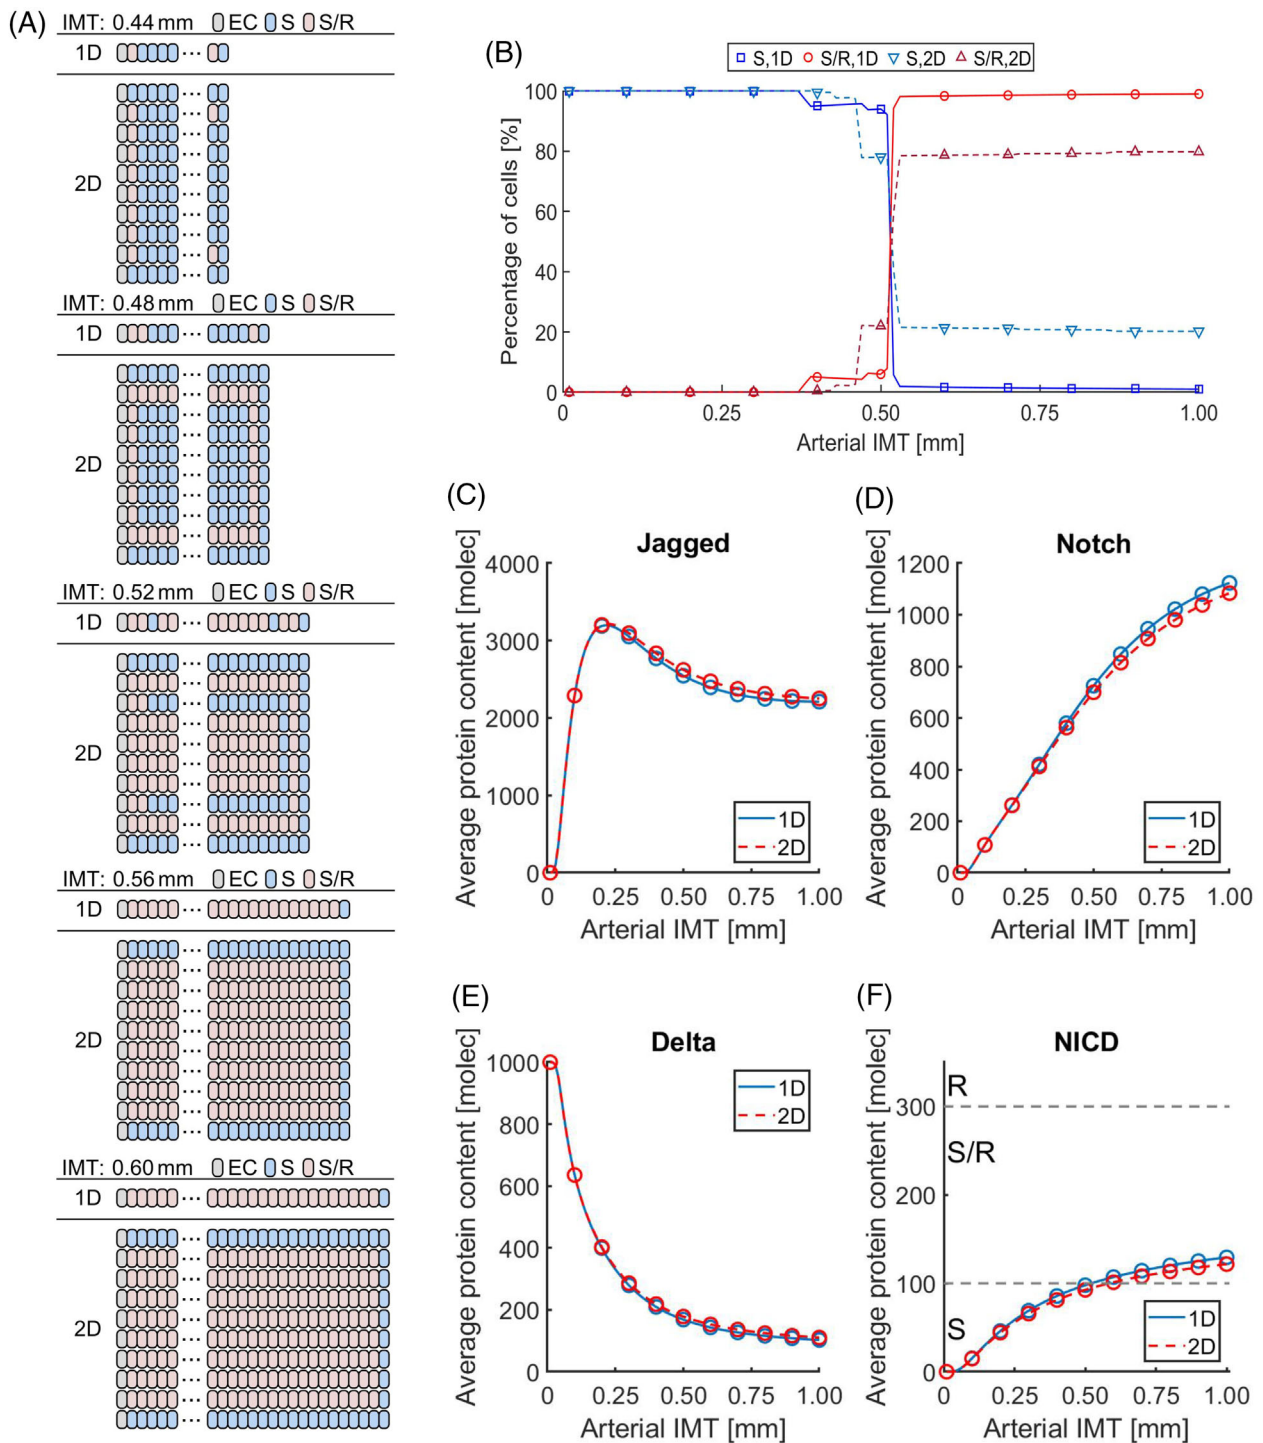 (A)
IMT: 0.44 mm EC S S/R
1D ...
2D
...
...
...
...
...
...
...
...
...
...
IMT: 0.48 mm EC S S/R
1D ...
2D
...
...
...
...
...
...
...
...
...
...
IMT: 0.52 mm EC S S/R
1D ...
2D
...
...
...
...
...
...
...
...
...
...
IMT: 0.56 mm EC S S/R
1D ...
2D
...
...
...
...
...
...
...
...
...
...
IMT: 0.60 mm EC S S/R
1D ...
2D
...
...
...
...
...
...
...
...
...
...
(B)
S,1D S/R,1D S,2D S/R,2D
Percentage of cells [%]
100
80
60
40
20
0
0 0.25 0.50 0.75 1.00
Arterial IMT [mm]
(C)
Jagged
Average protein content [molec]
4000
3000
2000
1000
0
1D
2D
0 0.25 0.50 0.75 1.00
Arterial IMT [mm]
(D)
Notch
Average protein content [molec]
1200
1000
800
600
400
200
0
1D
2D
0 0.25 0.50 0.75 1.00
Arterial IMT [mm]
(E)
Delta
Average protein content [molec]
1000
800
600
400
200
0
1D
2D
0 0.25 0.50 0.75 1.00
Arterial IMT [mm]
(F)
NICD
Average protein content [molec]
R
300
S/R
200
100
S
0
1D
2D
0 0.25 0.50 0.75 1.00
Arterial IMT [mm]